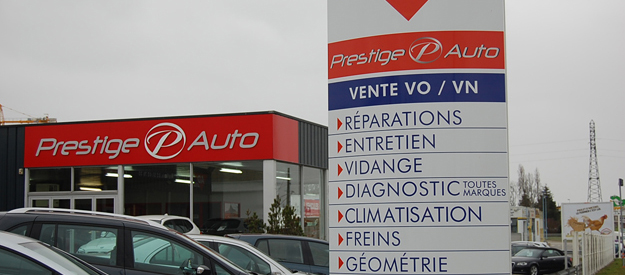 Prestige P Auto
Prestige P Auto
VENTE VO / VN
RÉPARATIONS
ENTRETIEN
VIDANGE
DIAGNOSTIC TOUTES MARQUES
CLIMATISATION
FREINS
GÉOMÉTRIE